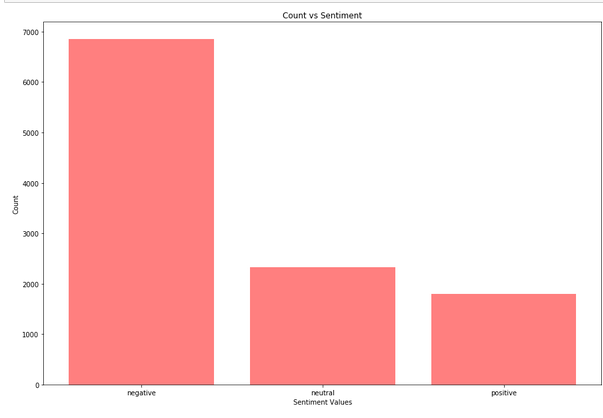 Count vs Sentiment
7000
6000
5000
4000
3000
2000
1000
0
Count
negative neutral positive
Sentiment Values